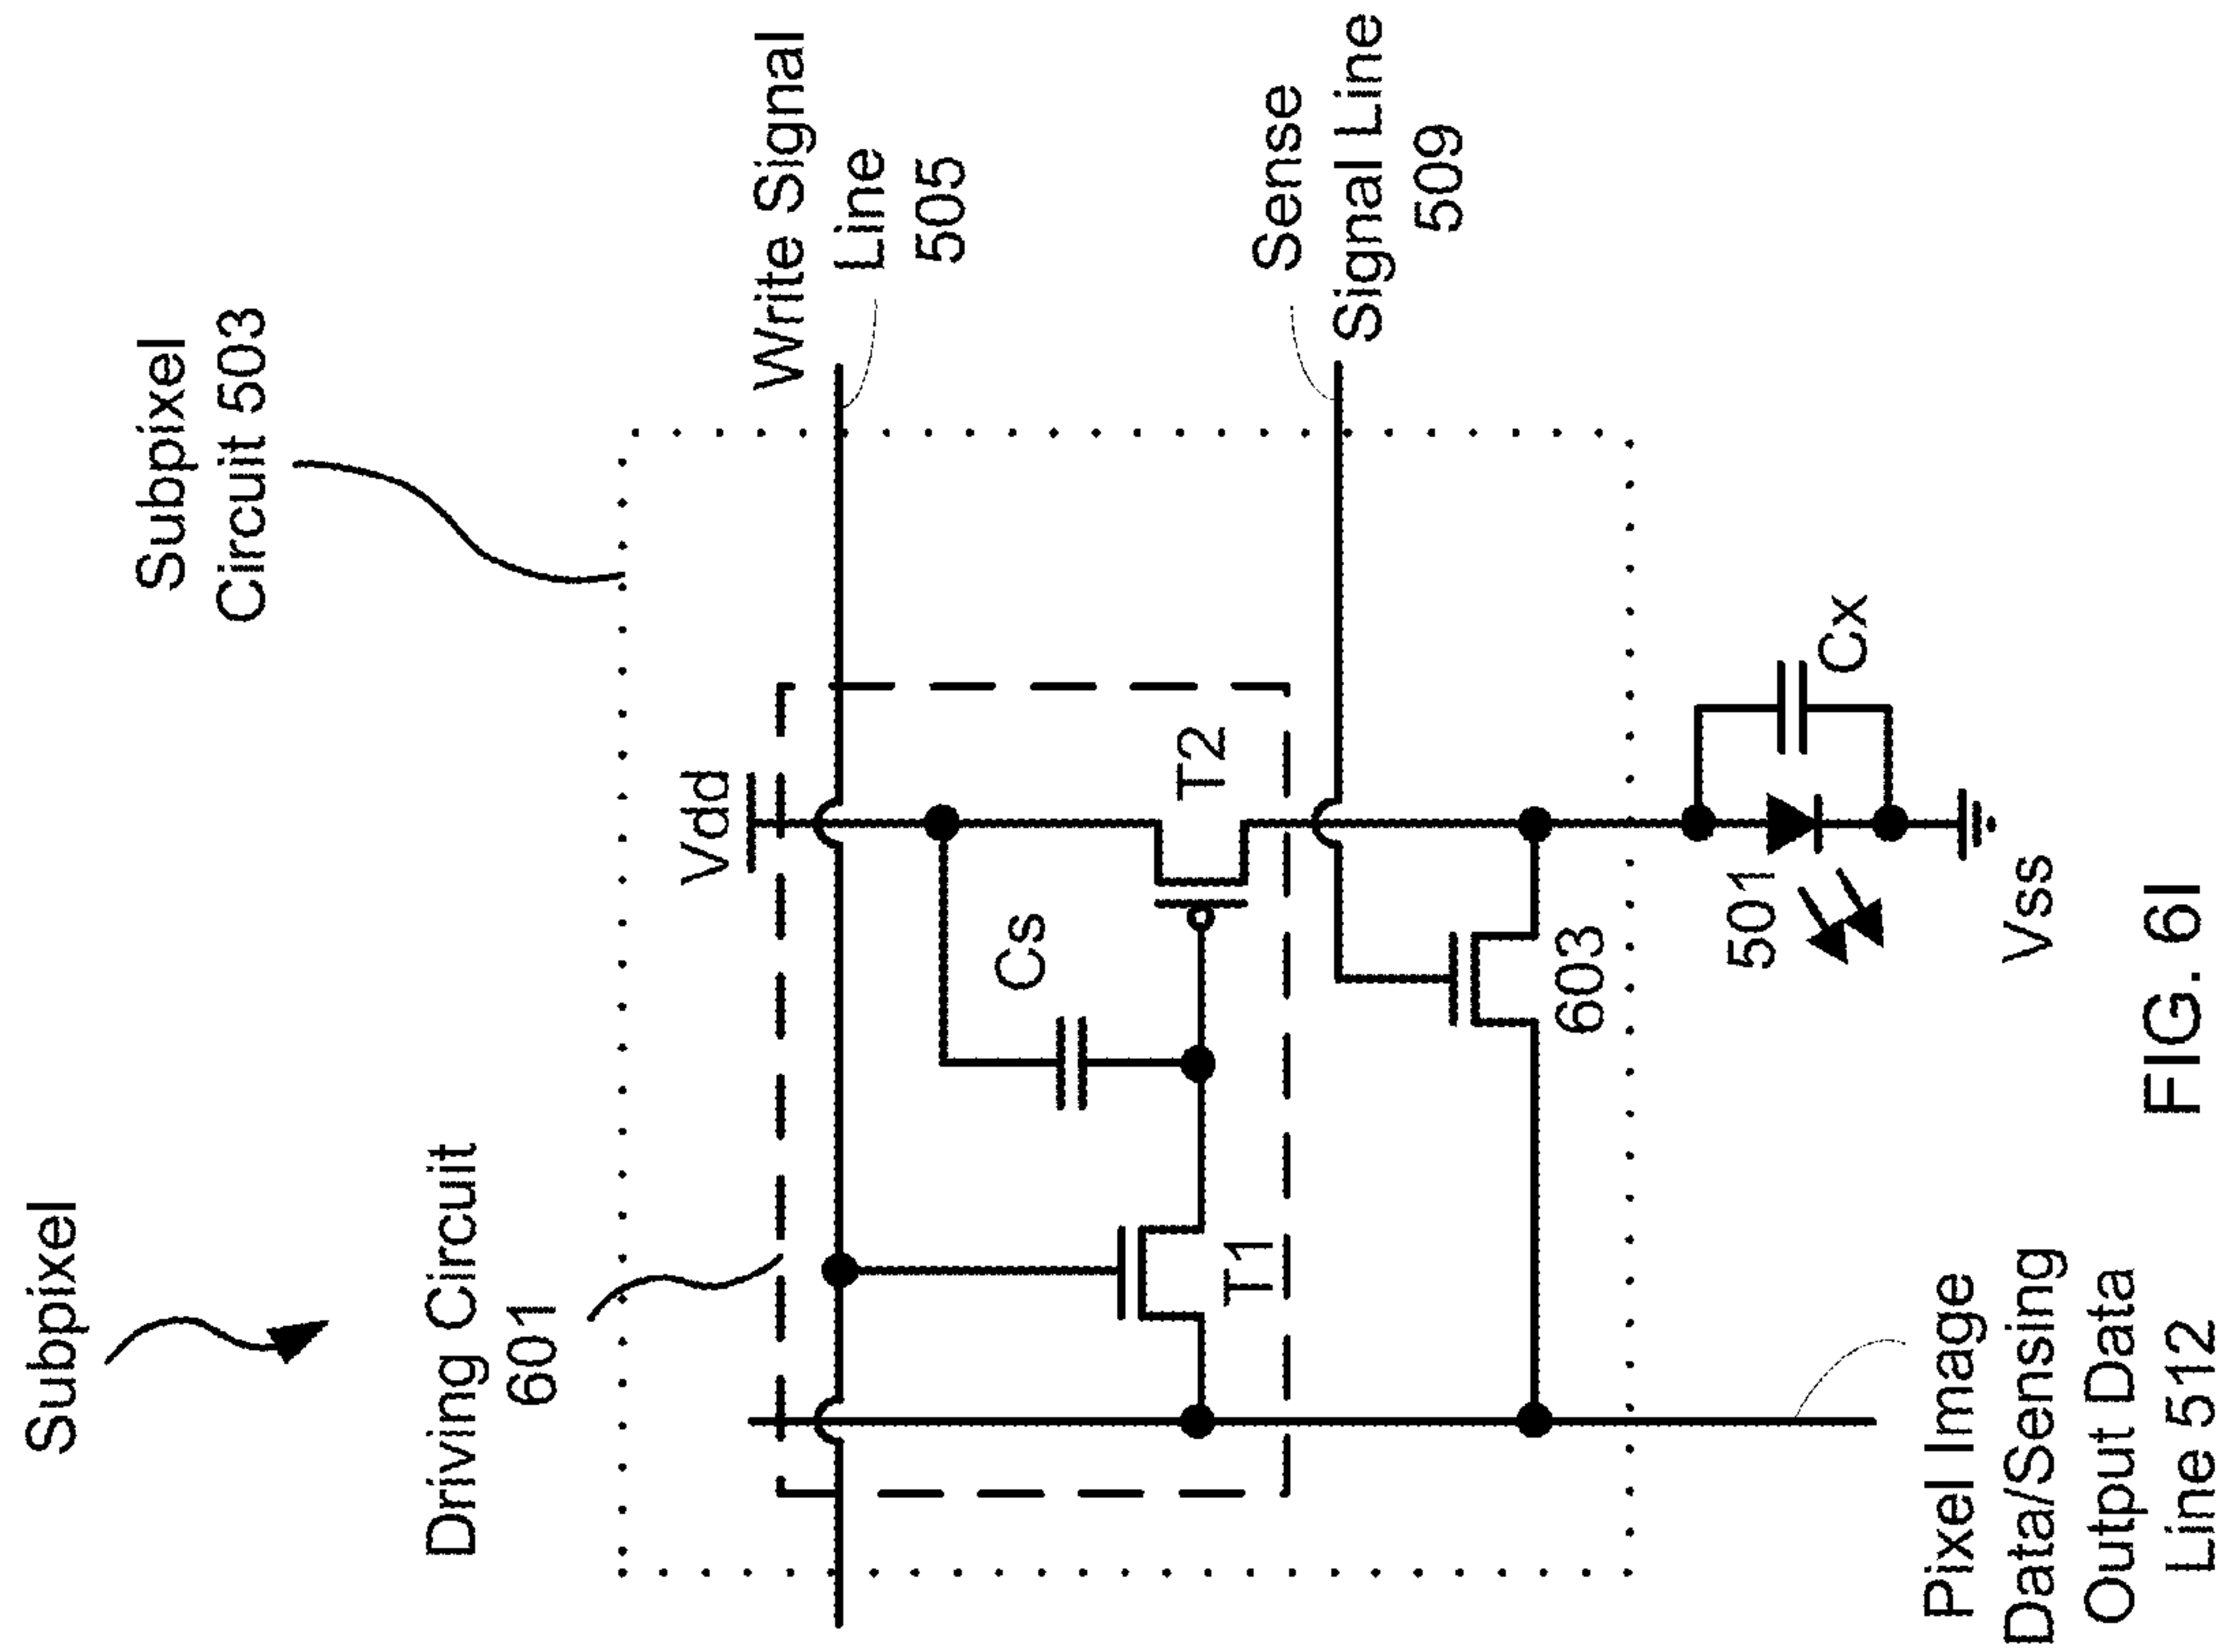 Subpixel
Subpixel
Circuit 503
Driving Circuit
601
Vdd
Write Signal
Line
505
Cs
T2
T1
Sense
Signal Line
509
603
501
Cx
Vss
Pixel Image
Data/Sensing
Output Data
Line 512
FIG. 6I